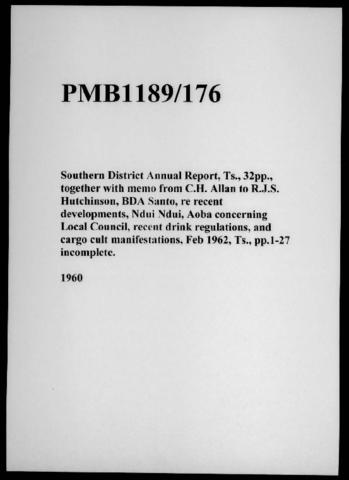 PMB1189/176
Southern District Annual Report, Ts., 32pp.,
together with memo from C.H. Allan to R.J.S.
Hutchinson, BDA Santo, re recent
developments, Ndui Ndui, Aoba concerning
Local Council, recent drink regulations, and
cargo cult manifestations, Feb 1962, Ts., pp.1-27
incomplete.
1960